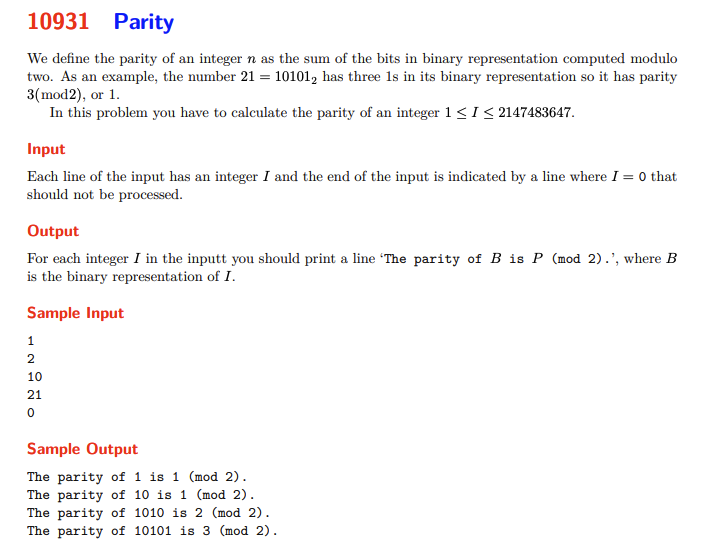 10931 Parity
We define the parity of an integer n as the sum of the bits in binary representation computed modulo
two. As an example, the number 21 = 10101₂ has three 1s in its binary representation so it has parity
3(mod2), or 1.
In this problem you have to calculate the parity of an integer 1 ≤ I ≤ 2147483647.
Input
Each line of the input has an integer I and the end of the input is indicated by a line where I = 0 that
should not be processed.
Output
For each integer I in the inputt you should print a line ‘The parity of B is P (mod 2).’, where B
is the binary representation of I.
Sample Input
1
2
10
21
0
Sample Output
The parity of 1 is 1 (mod 2).
The parity of 10 is 1 (mod 2).
The parity of 1010 is 2 (mod 2).
The parity of 10101 is 3 (mod 2).